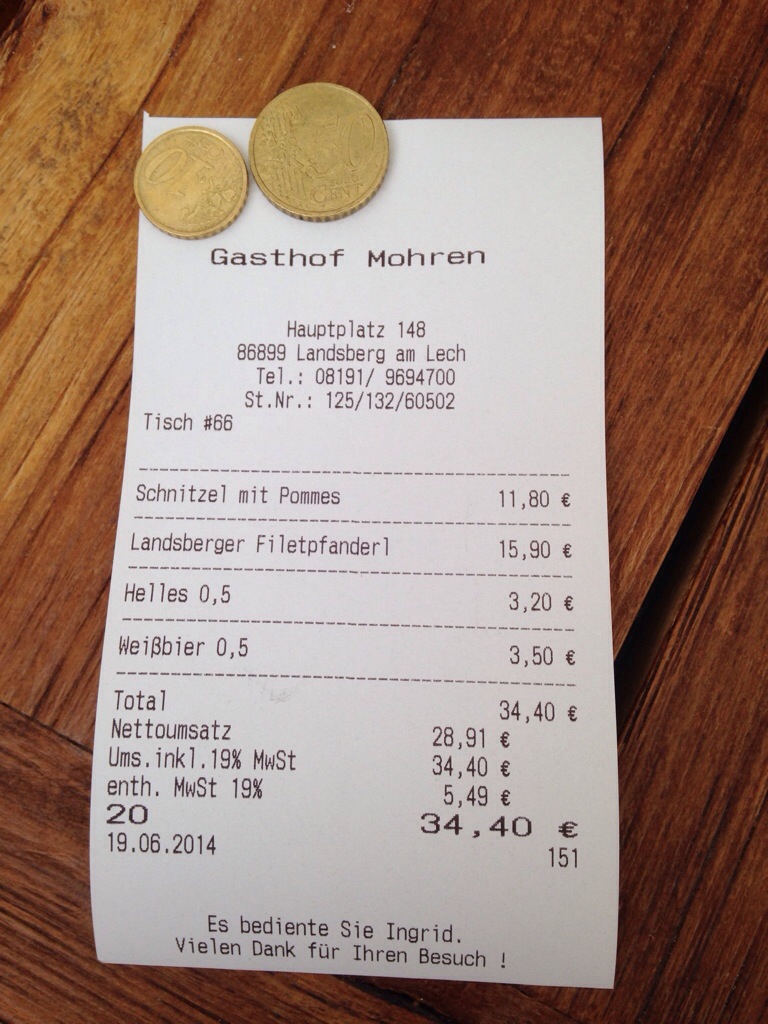 50
CENT
Gasthof Mohren
Hauptplatz 148
86899 Landsberg am Lech
Tel.: 08191/ 9694700
St.Nr.: 125/132/60502
Tisch #66
Schnitzel mit Pommes 11,80 €
Landsberger Filetpfanderl 15,90 €
Helles 0,5 3,20 €
Weißbier 0,5 3,50 €
Total 34,40 €
Nettoumsatz 28,91 €
Ums.inkl.19% MwSt 34,40 €
enth. MwSt 19% 5,49 €
20 34,40 €
19.06.2014 151
Es bediente Sie Ingrid.
Vielen Dank für Ihren Besuch !